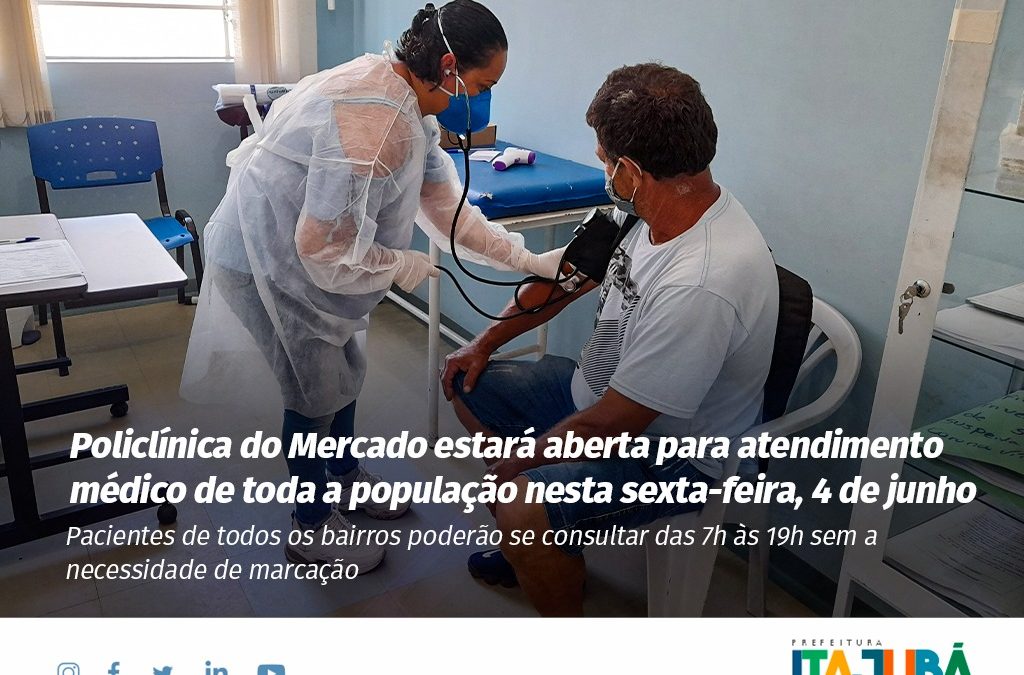 Policlínica do Mercado estará aberta para atendimento
médico de toda a população nesta sexta-feira, 4 de junho
Pacientes de todos os bairros poderão se consultar das 7h às 19h sem a
necessidade de marcação
PREFEITURA
ITAJUBÁ